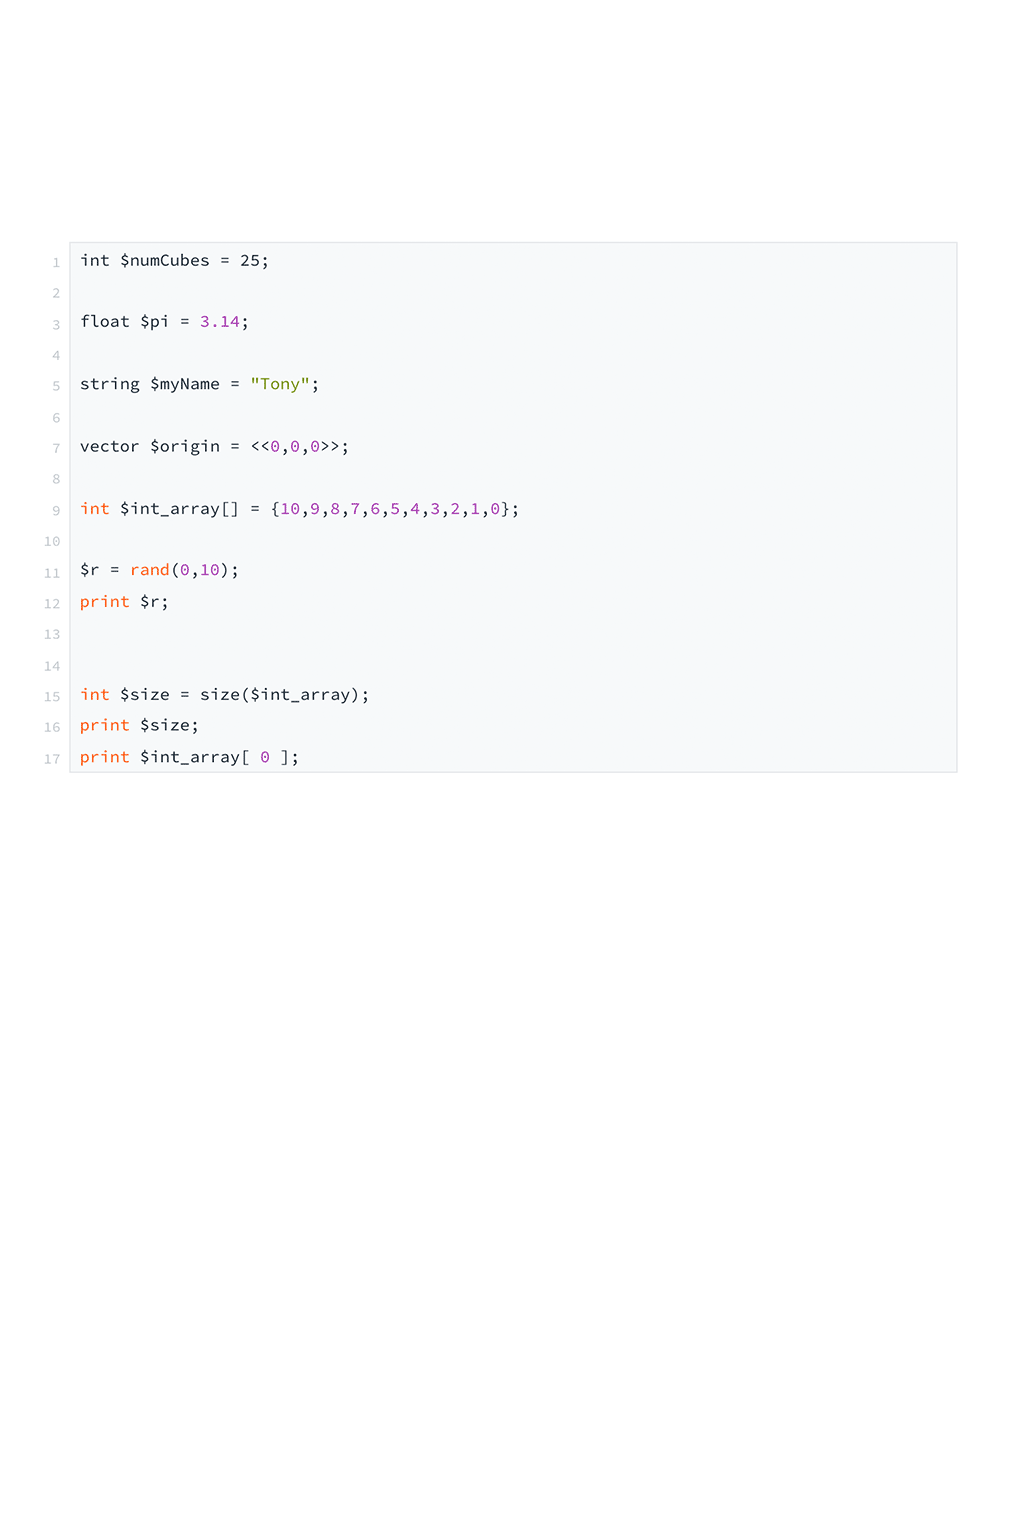 1 int $numCubes = 25;
2
3 float $pi = 3.14;
4
5 string $myName = "Tony";
6
7 vector $origin = <<0,0,0>>;
8
9 int $int_array[] = {10,9,8,7,6,5,4,3,2,1,0};
10
11 $r = rand(0,10);
12 print $r;
13
14
15 int $size = size($int_array);
16 print $size;
17 print $int_array[ 0 ];